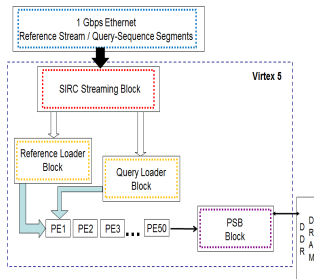 1 Gbps Ethernet
Reference Stream / Query-Sequence Segments
Virtex 5
SIRC Streaming Block
Reference Loader
Block
Query Loader
Block
PE1 PE2 PE3 ... PE50
PSB
Block
DDR
DRAM